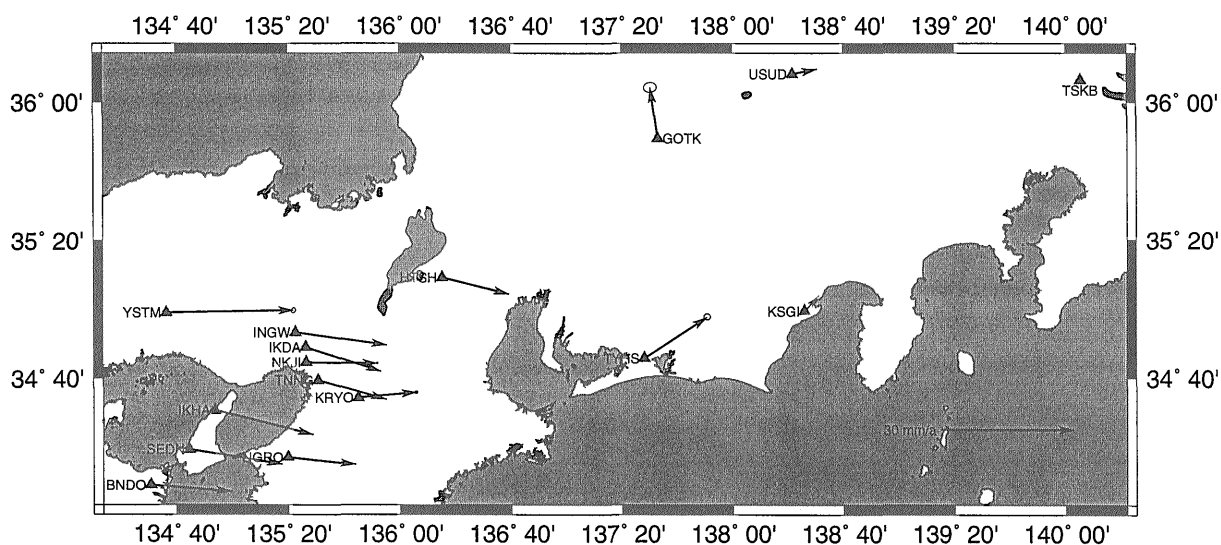 134° 40' 135° 20' 136° 00' 136° 40' 137° 20' 138° 00' 138° 40' 139° 20' 140° 00'
USUD
TSKB
36° 00' 36° 00'
GOTK
35° 20' 35° 20'
YSTM
KSGI
INGW
IKDA
NKJI
34° 40' 34° 40'
KRYO
IKHA
30 mm/a
BNDO
134° 40' 135° 20' 136° 00' 136° 40' 137° 20' 138° 00' 138° 40' 139° 20' 140° 00'